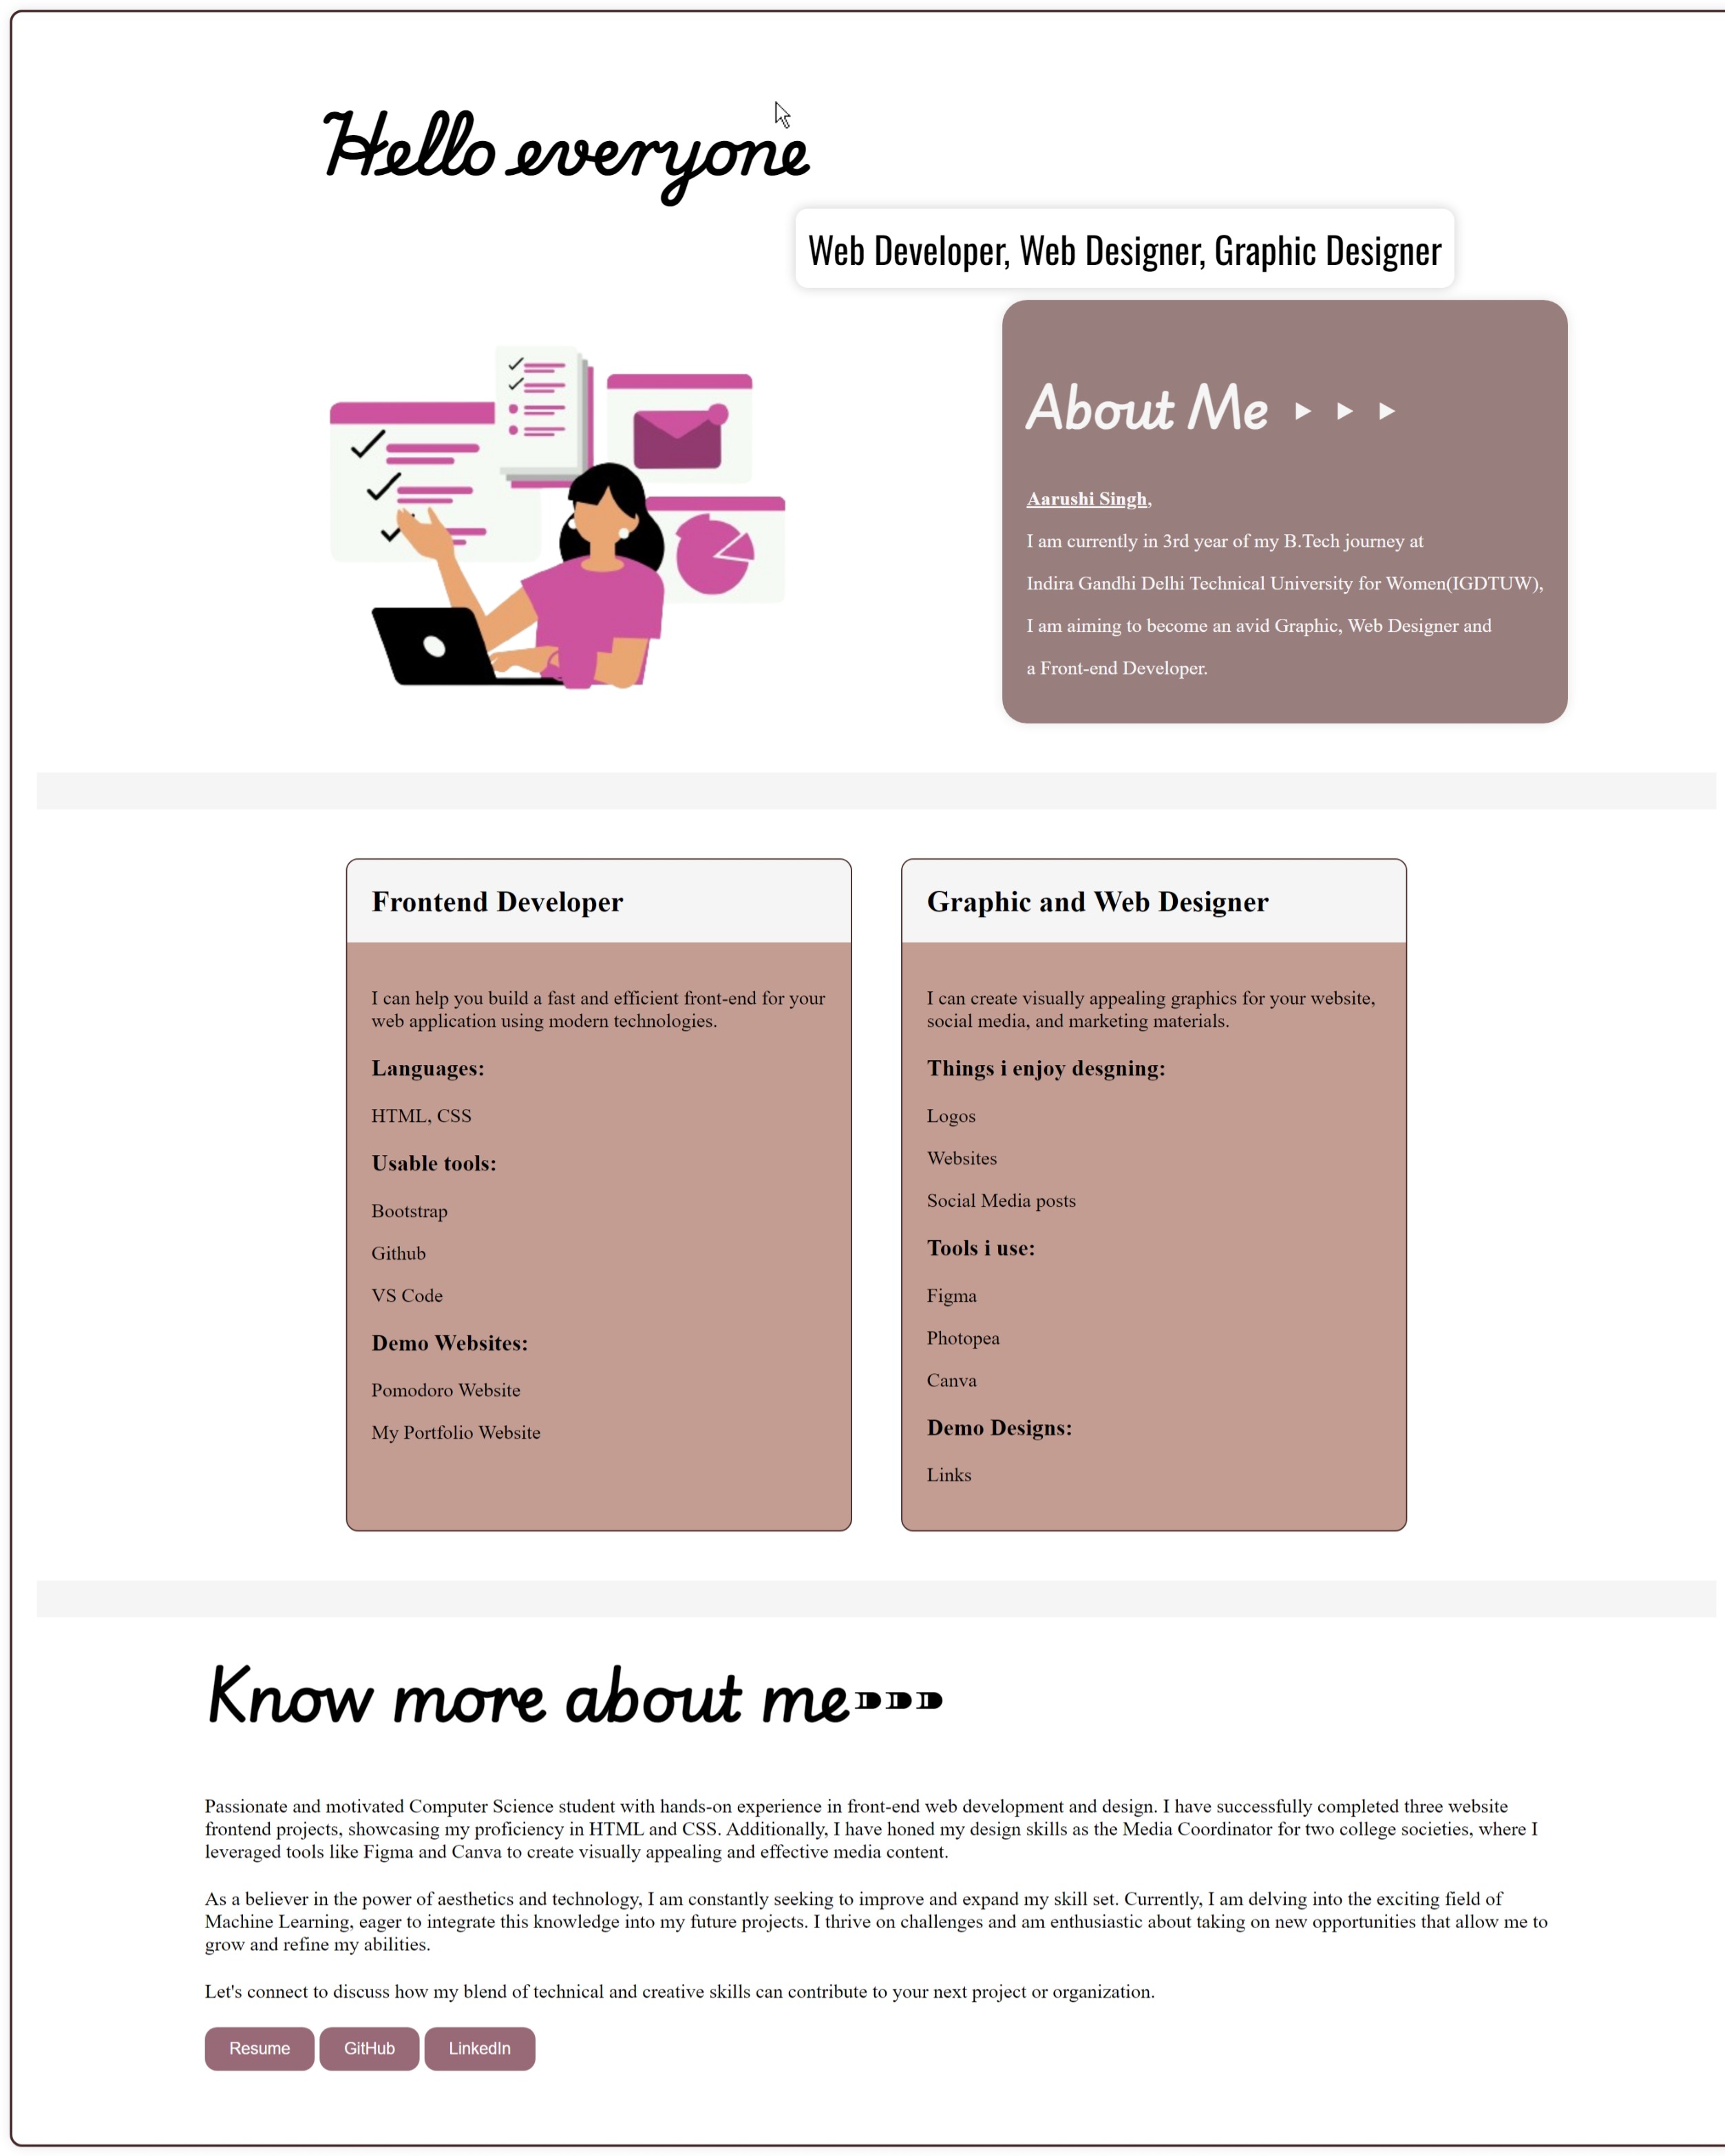 Hello everyone
Web Developer, Web Designer, Graphic Designer
About Me ▶ ▶ ▶
Aarushi Singh,
I am currently in 3rd year of my B.Tech journey at
Indira Gandhi Delhi Technical University for Women(IGDTUW),
I am aiming to become an avid Graphic, Web Designer and
a Front-end Developer.
Frontend Developer
I can help you build a fast and efficient front-end for your
web application using modern technologies.
Languages:
HTML, CSS
Usable tools:
Bootstrap
Github
VS Code
Demo Websites:
Pomodoro Website
My Portfolio Website
Graphic and Web Designer
I can create visually appealing graphics for your website,
social media, and marketing materials.
Things i enjoy desgning:
Logos
Websites
Social Media posts
Tools i use:
Figma
Photopea
Canva
Demo Designs:
Links
Know more about me
Passionate and motivated Computer Science student with hands-on experience in front-end web development and design. I have successfully completed three website
frontend projects, showcasing my proficiency in HTML and CSS. Additionally, I have honed my design skills as the Media Coordinator for two college societies, where I
leveraged tools like Figma and Canva to create visually appealing and effective media content.
As a believer in the power of aesthetics and technology, I am constantly seeking to improve and expand my skill set. Currently, I am delving into the exciting field of
Machine Learning, eager to integrate this knowledge into my future projects. I thrive on challenges and am enthusiastic about taking on new opportunities that allow me to
grow and refine my abilities.
Let's connect to discuss how my blend of technical and creative skills can contribute to your next project or organization.
Resume GitHub LinkedIn